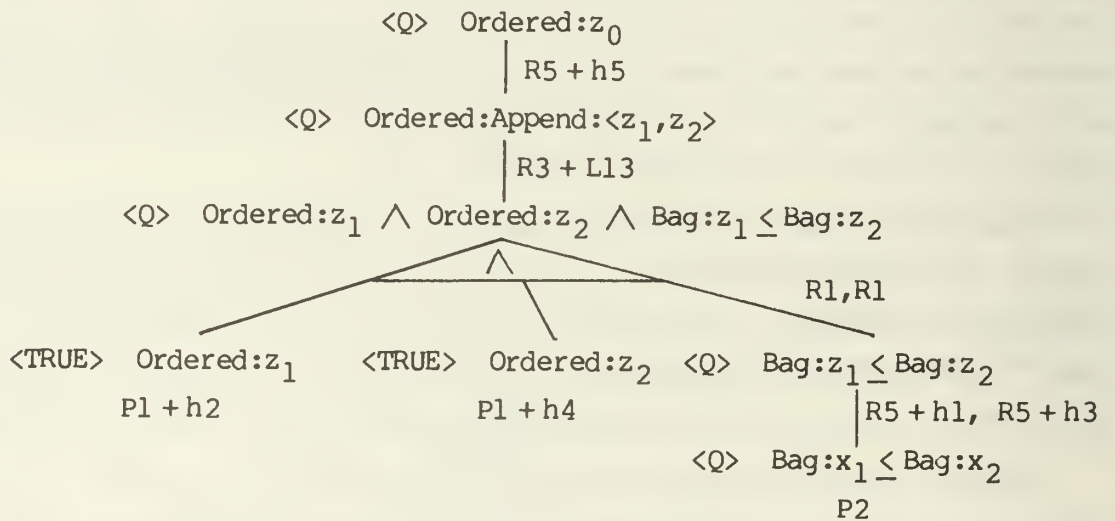 <Q> Ordered:z0
R5 + h5
<Q> Ordered:Append:<z1,z2>
R3 + L13
<Q> Ordered:z1 ∧ Ordered:z2 ∧ Bag:z1 ≤ Bag:z2
∧
R1,R1
<TRUE> Ordered:z1 <TRUE> Ordered:z2 <Q> Bag:z1 ≤ Bag:z2
P1 + h2 P1 + h4 R5 + h1, R5 + h3
<Q> Bag:x1 ≤ Bag:x2
P2